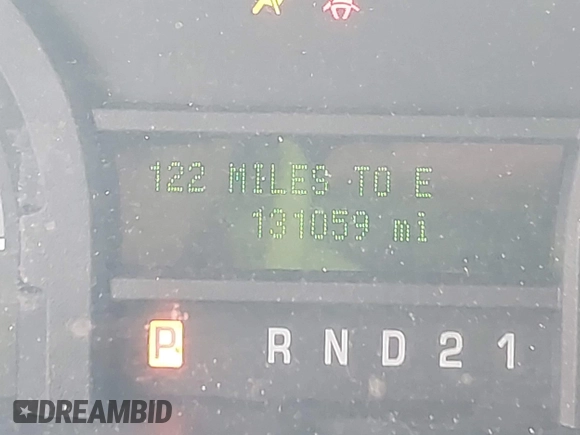 122 MILES TO E
131059 mi
P R N D 2 1
DREAMBID